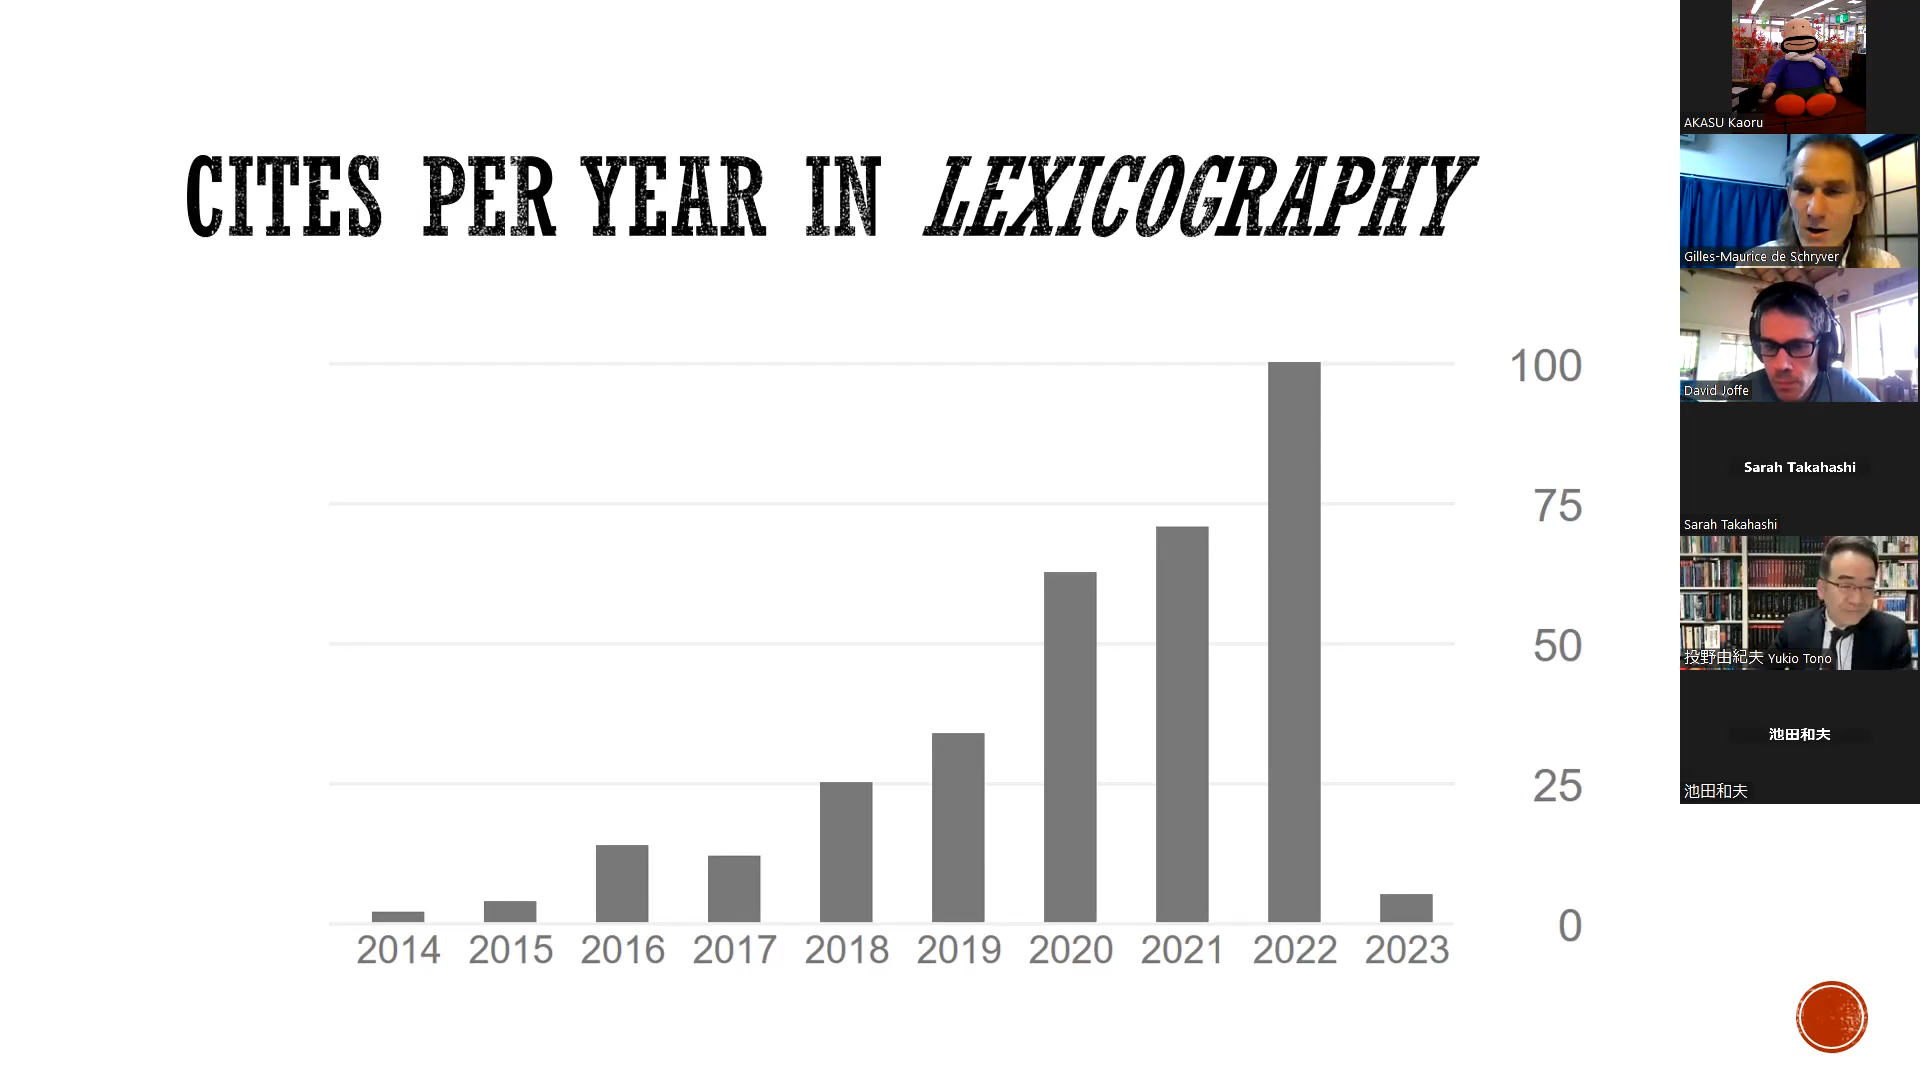 CITES PER YEAR IN LEXICOGRAPHY
100
75
50
25
0
2014 2015 2016 2017 2018 2019 2020 2021 2022 2023
AKASU Kaoru
Gilles-Maurice de Schryver
David Joffe
Sarah Takahashi
Sarah Takahashi
投野由紀夫 Yukio Tono
池田和夫
池田和夫